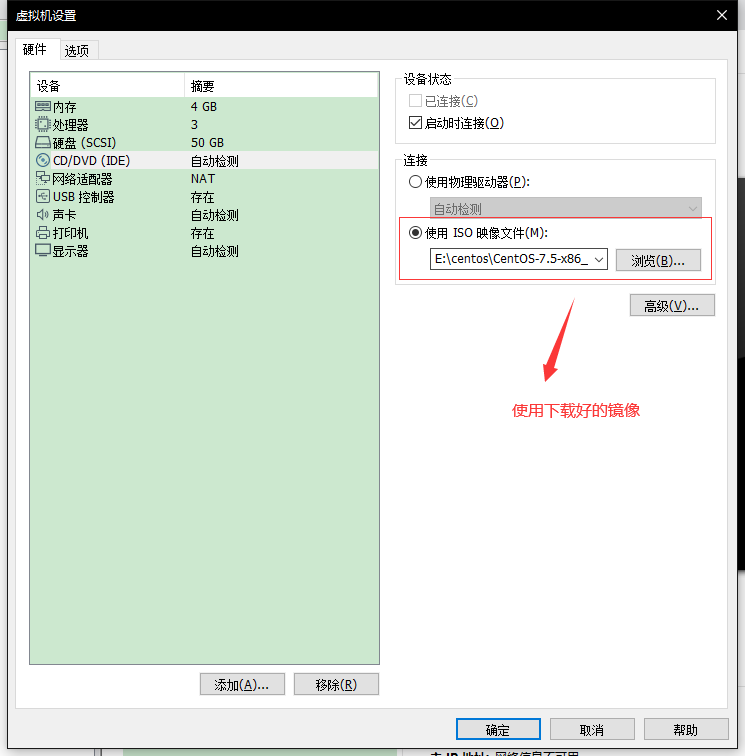 虚拟机设置
硬件 选项
设备 摘要
内存 4 GB
处理器 3
硬盘 (SCSI) 50 GB
CD/DVD (IDE) 自动检测
网络适配器 NAT
USB 控制器 存在
声卡 自动检测
打印机 存在
显示器 自动检测
添加(A)... 移除(R)
设备状态
已连接(C)
启动时连接(O)
连接
使用物理驱动器(P):
自动检测
使用 ISO 映像文件(M):
E:\centos\CentOS-7.5-x86_ 浏览(B)...
高级(V)...
使用下载好的镜像
确定 取消 帮助